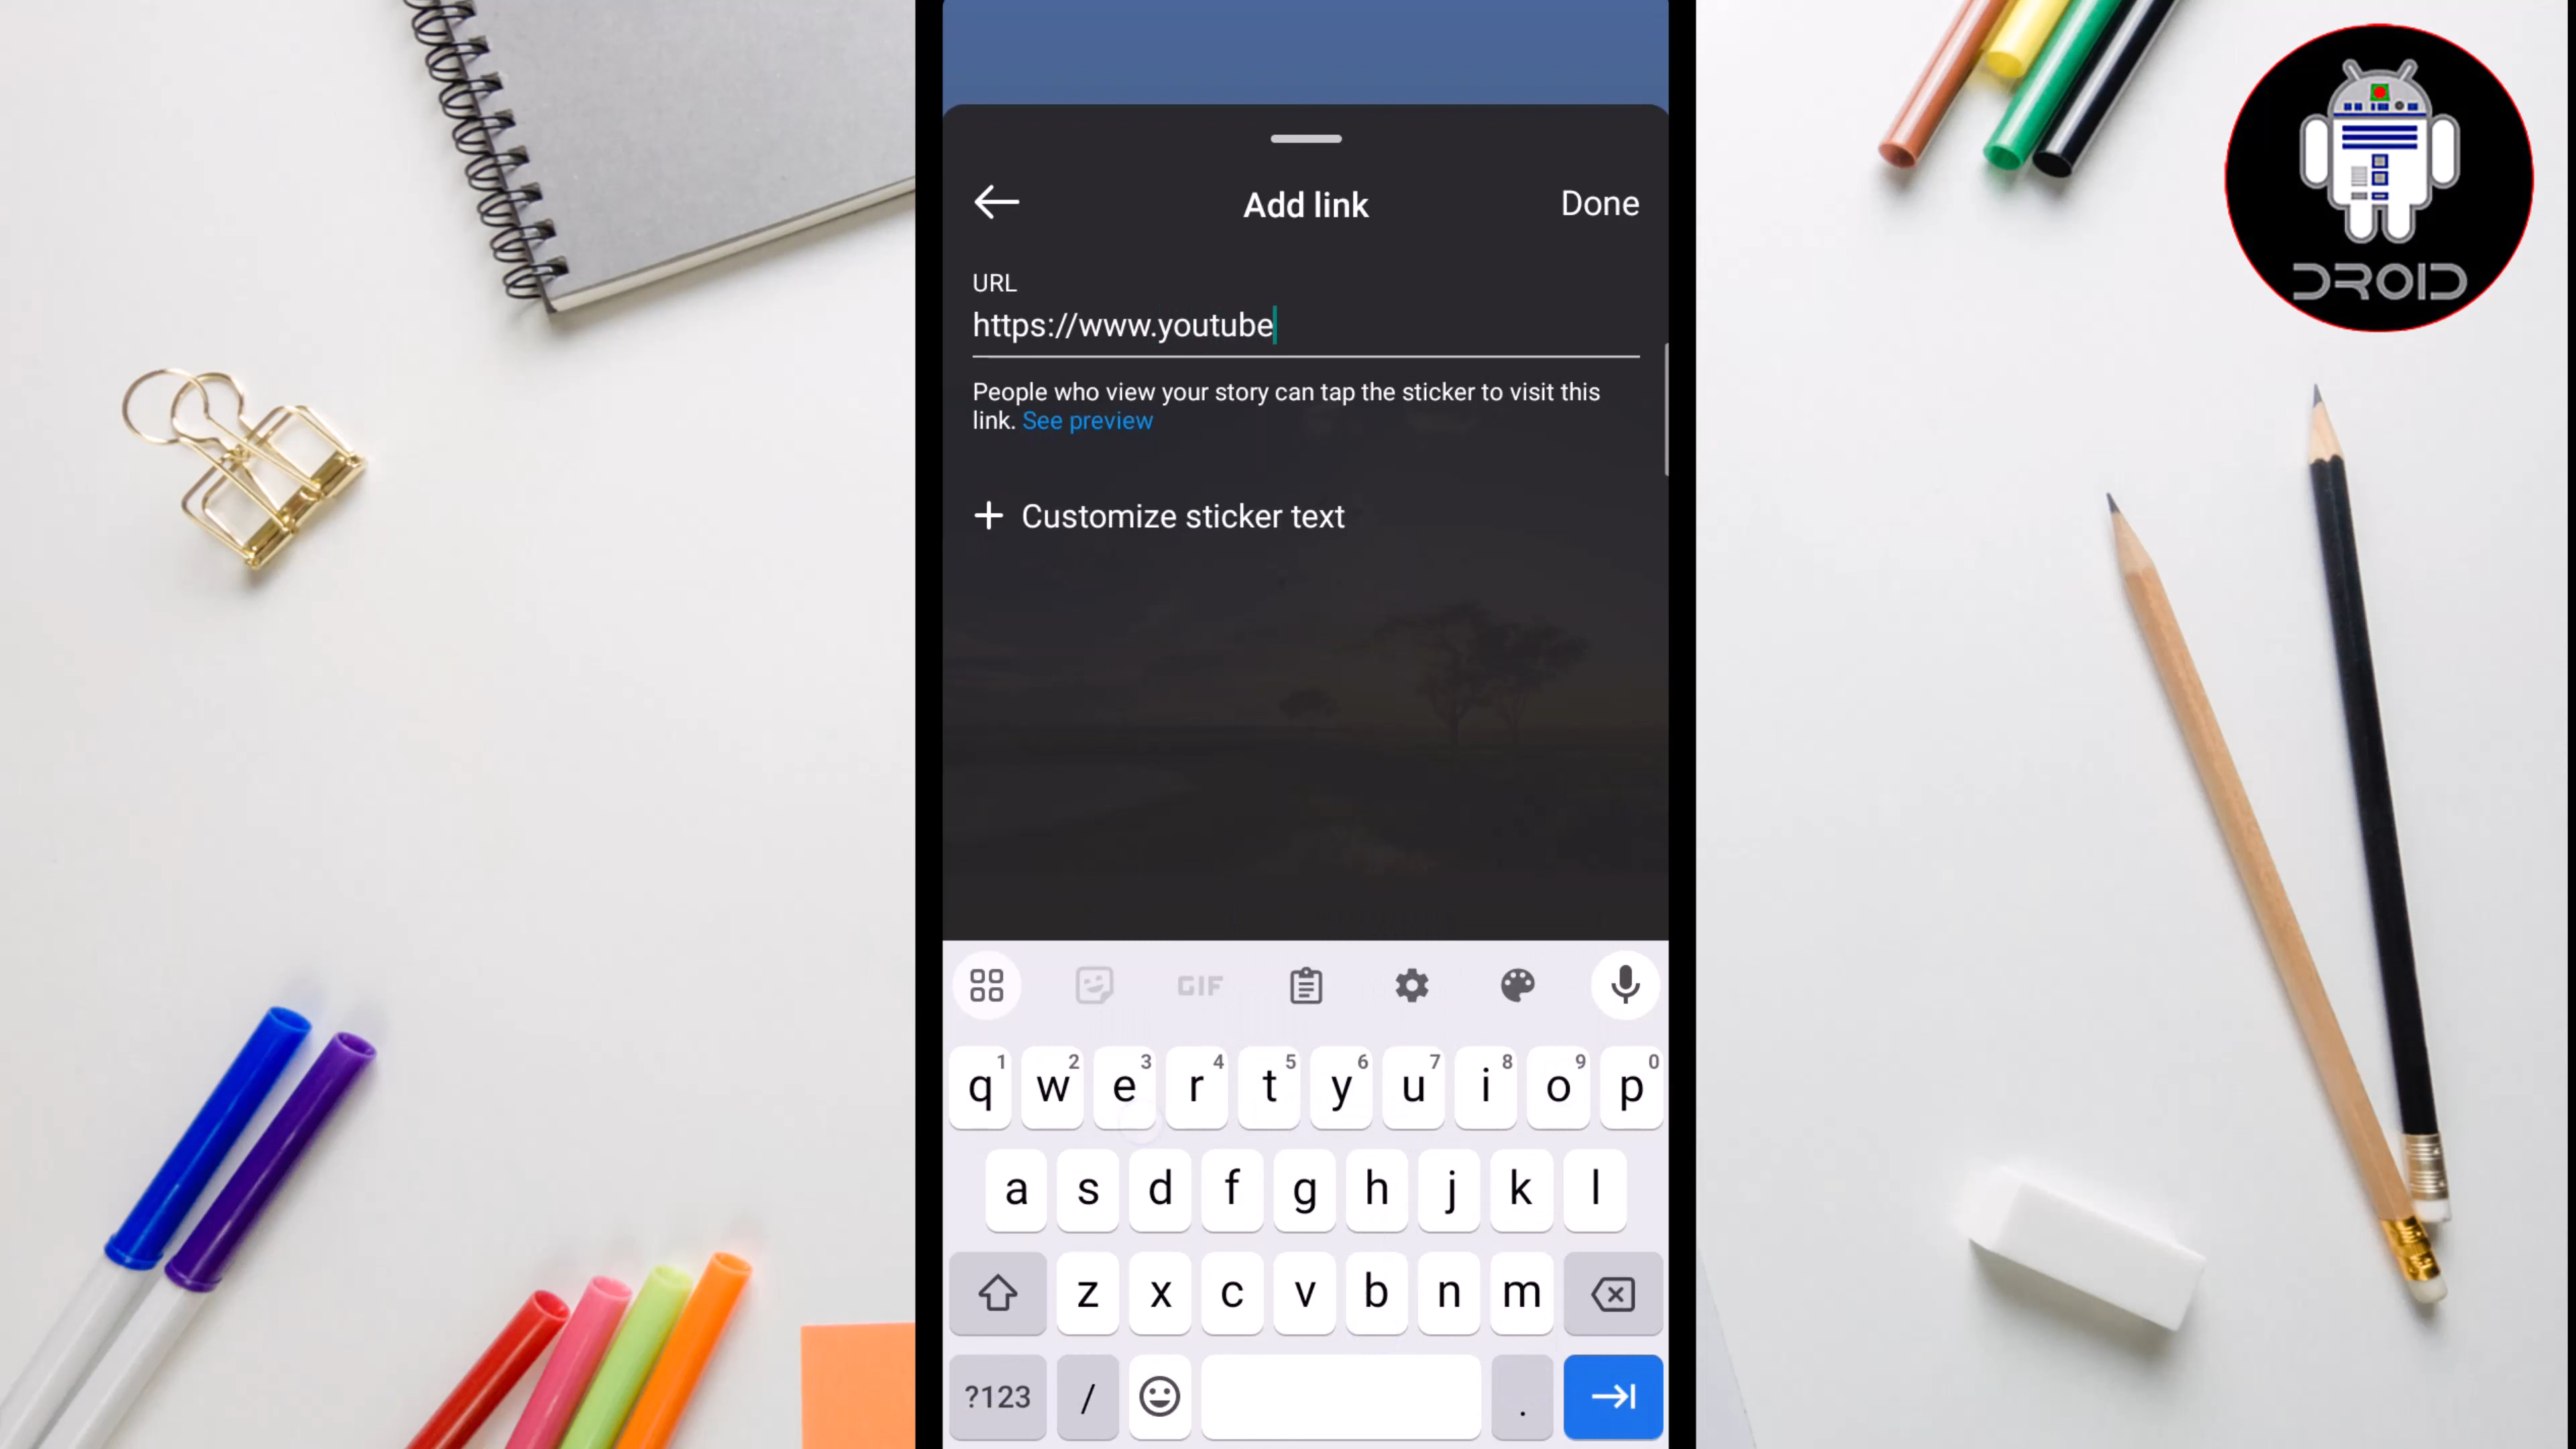 Add link
Done
URL
https://www.youtube
People who view your story can tap the sticker to visit this
link. See preview
+ Customize sticker text
GIF
1 2 3 4 5 6 7 8 9 0
q w e r t y u i o p
a s d f g h j k l
z x c v b n m
?123 / .
DROID